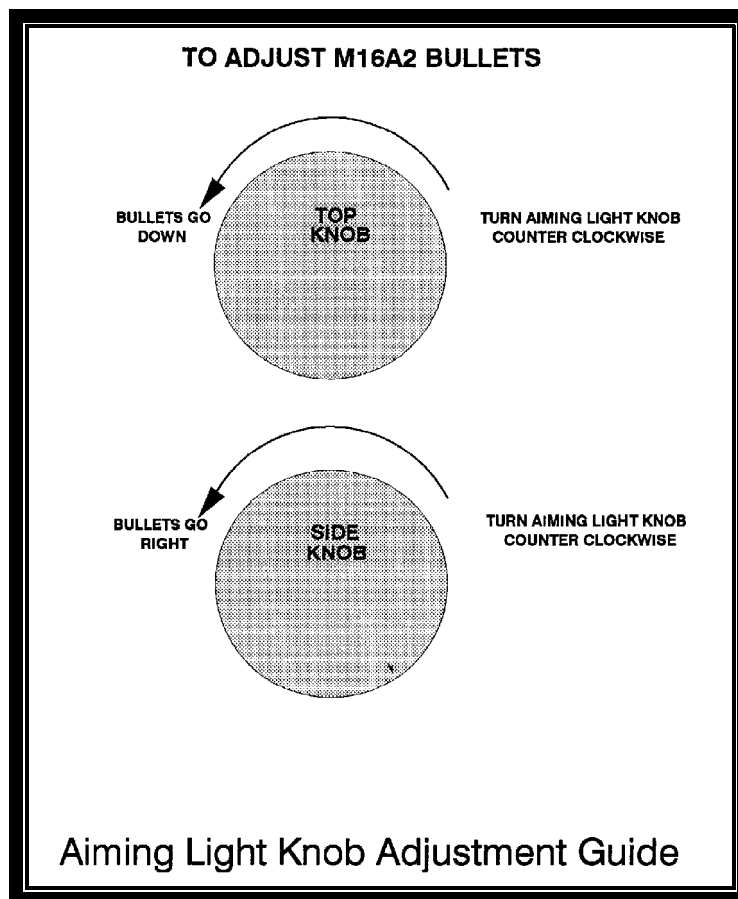 TO ADJUST M16A2 BULLETS
BULLETS GO
DOWN
TOP
KNOB
TURN AIMING LIGHT KNOB
COUNTER CLOCKWISE
BULLETS GO
RIGHT
SIDE
KNOB
TURN AIMING LIGHT KNOB
COUNTER CLOCKWISE
Aiming Light Knob Adjustment Guide